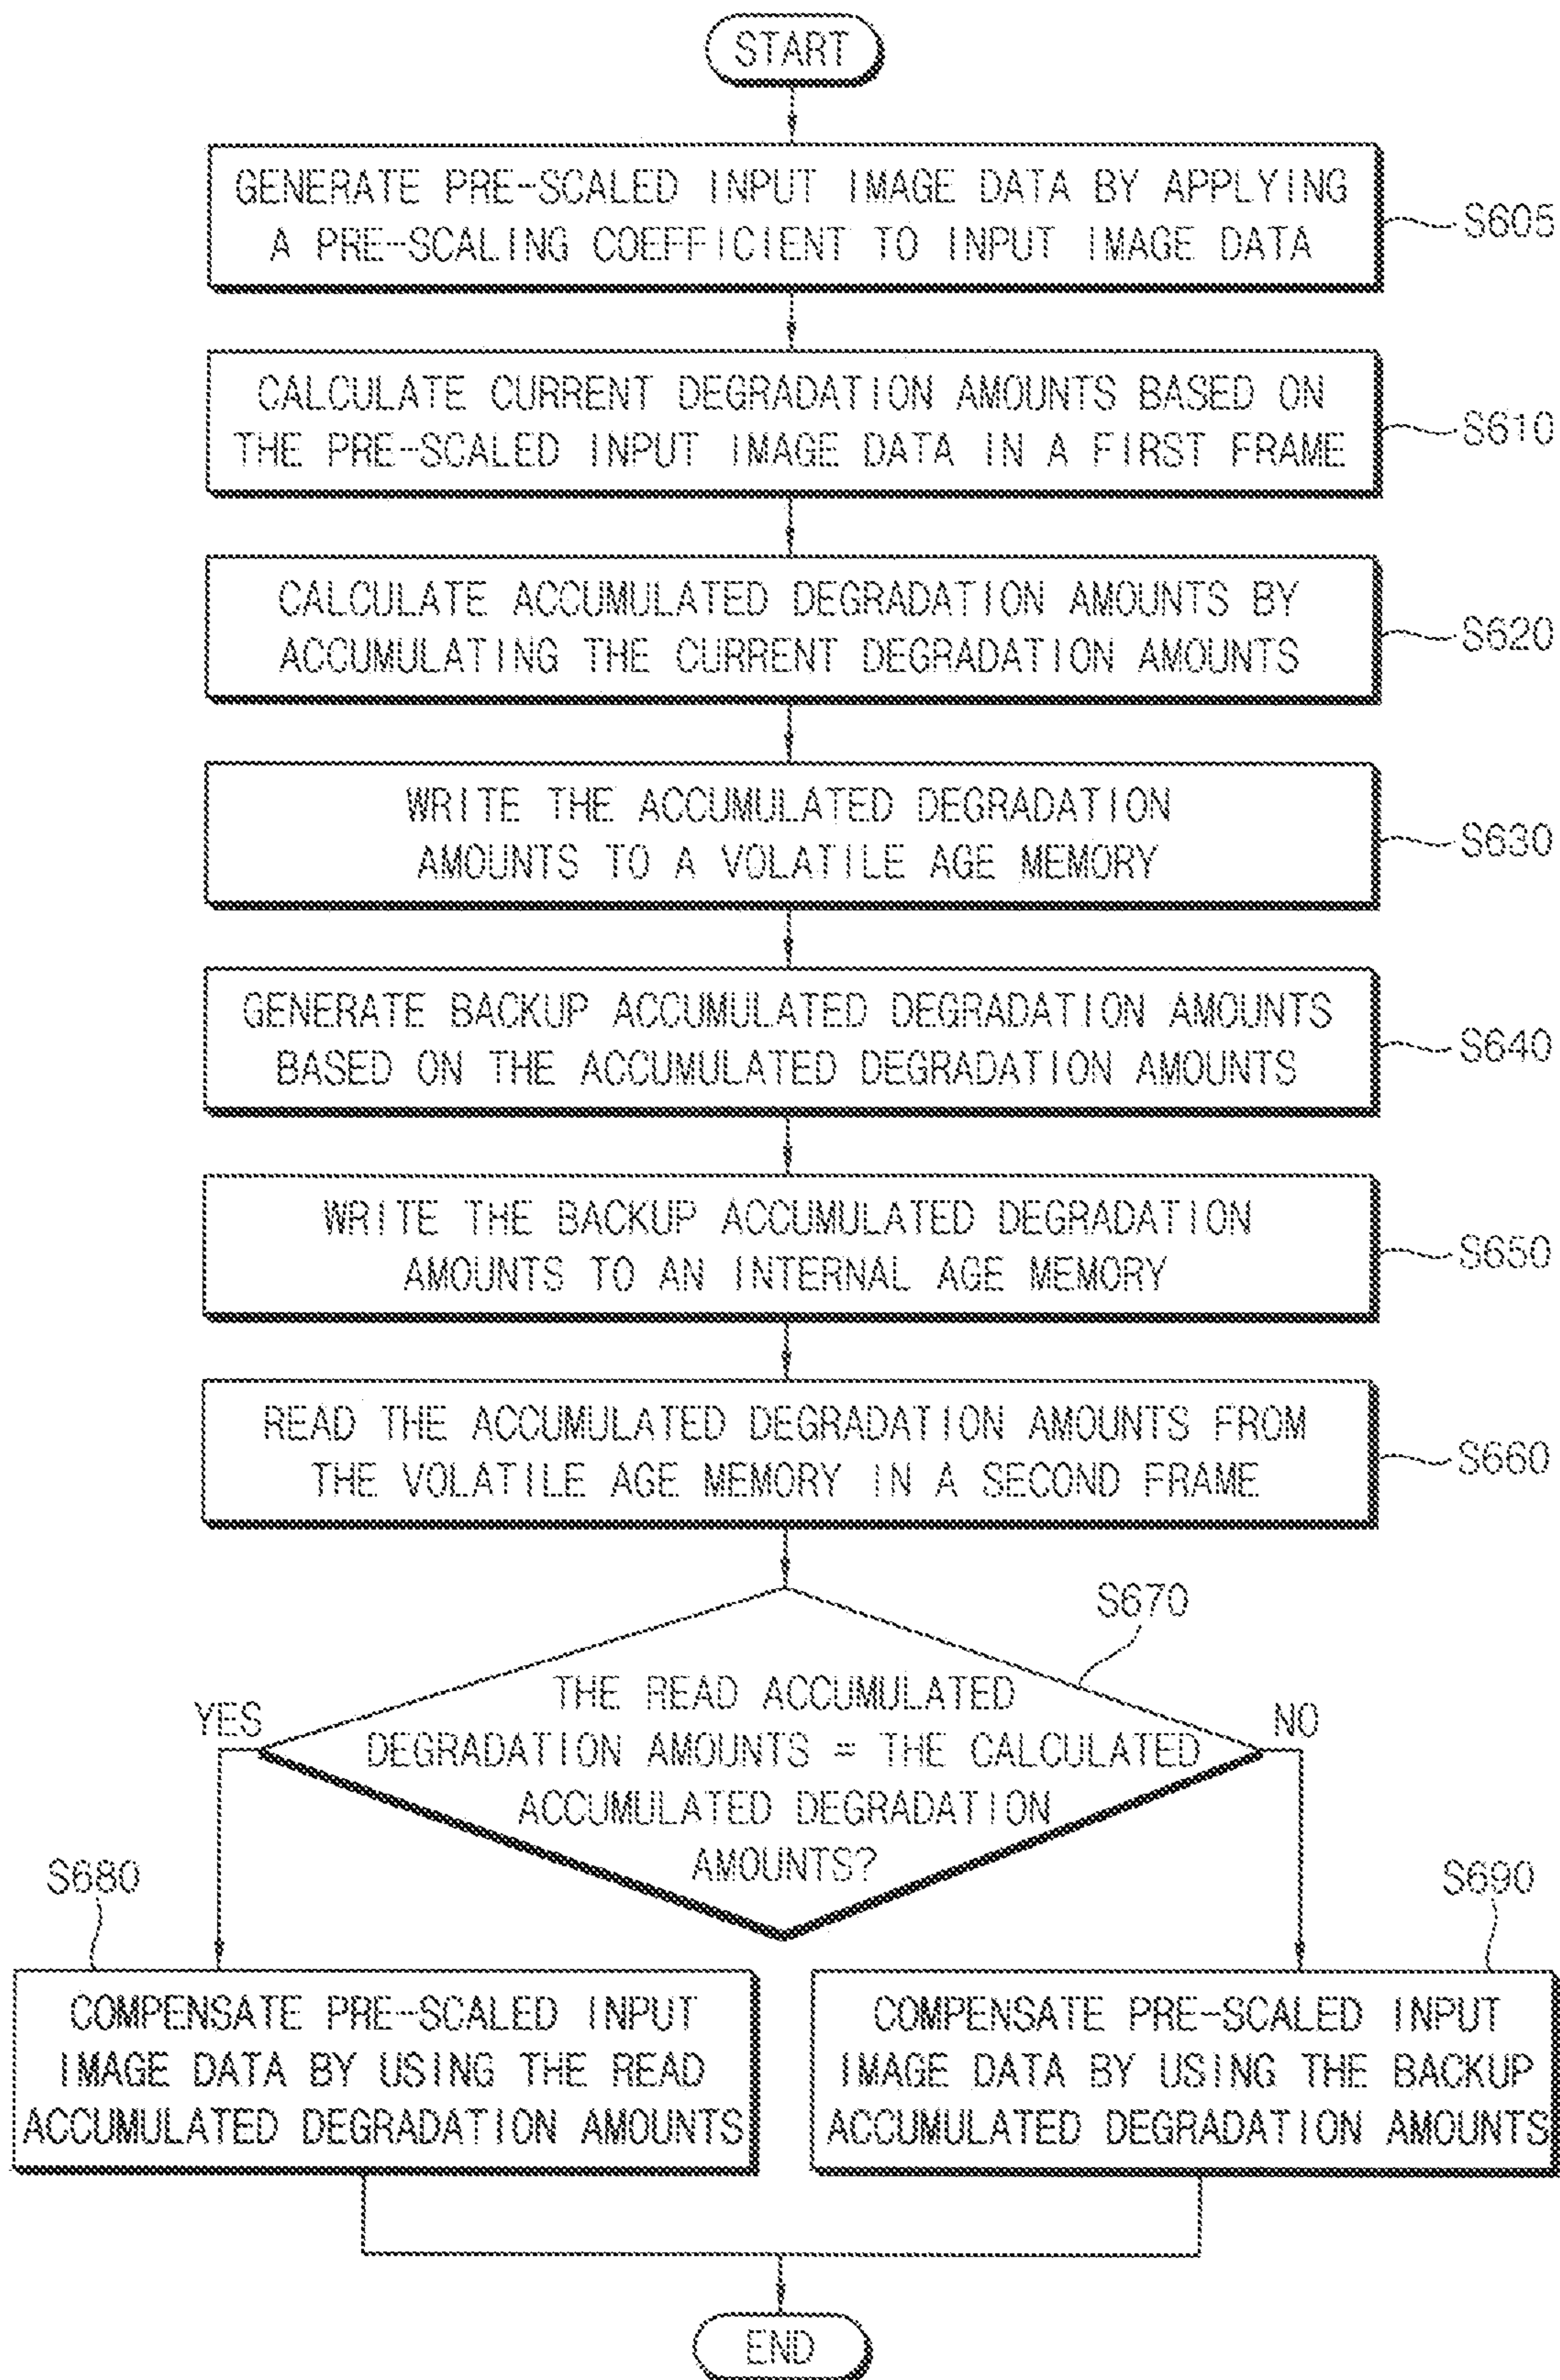 START
GENERATE PRE-SCALED INPUT IMAGE DATA BY APPLYING
A PRE-SCALING COEFFICIENT TO INPUT IMAGE DATA
S605
CALCULATE CURRENT DEGRADATION AMOUNTS BASED ON
THE PRE-SCALED INPUT IMAGE DATA IN A FIRST FRAME
S610
CALCULATE ACCUMULATED DEGRADATION AMOUNTS BY
ACCUMULATING THE CURRENT DEGRADATION AMOUNTS
S620
WRITE THE ACCUMULATED DEGRADATION
AMOUNTS TO A VOLATILE AGE MEMORY
S630
GENERATE BACKUP ACCUMULATED DEGRADATION AMOUNTS
BASED ON THE ACCUMULATED DEGRADATION AMOUNTS
S640
WRITE THE BACKUP ACCUMULATED DEGRADATION
AMOUNTS TO AN INTERNAL AGE MEMORY
S650
READ THE ACCUMULATED DEGRADATION AMOUNTS FROM
THE VOLATILE AGE MEMORY IN A SECOND FRAME
S660
S670
THE READ ACCUMULATED
DEGRADATION AMOUNTS = THE CALCULATED
ACCUMULATED DEGRADATION
AMOUNTS?
YES
NO
S680
COMPENSATE PRE-SCALED INPUT
IMAGE DATA BY USING THE READ
ACCUMULATED DEGRADATION AMOUNTS
S690
COMPENSATE PRE-SCALED INPUT
IMAGE DATA BY USING THE BACKUP
ACCUMULATED DEGRADATION AMOUNTS
END